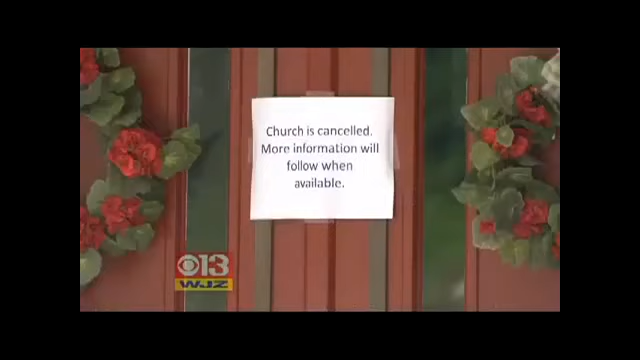 Church is cancelled.
More information will
follow when
available.
13
WJZ